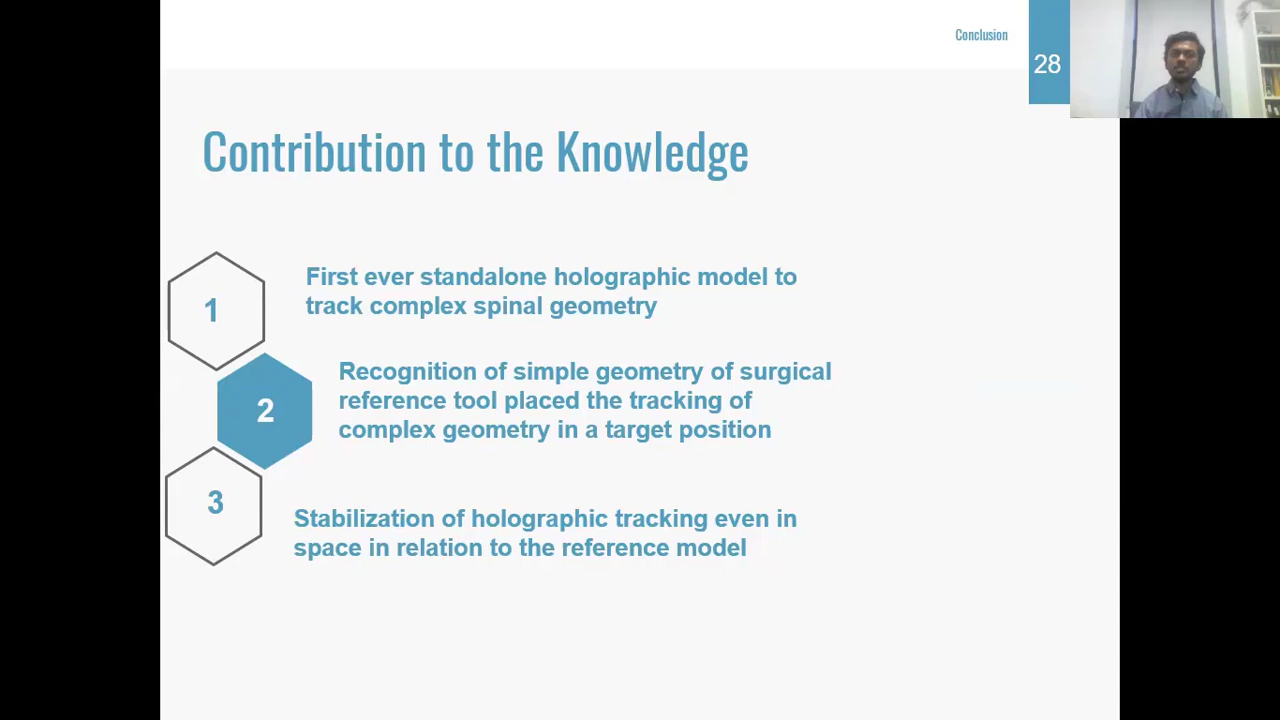 Conclusion
28
Contribution to the Knowledge
1
First ever standalone holographic model to
track complex spinal geometry
2
Recognition of simple geometry of surgical
reference tool placed the tracking of
complex geometry in a target position
3
Stabilization of holographic tracking even in
space in relation to the reference model